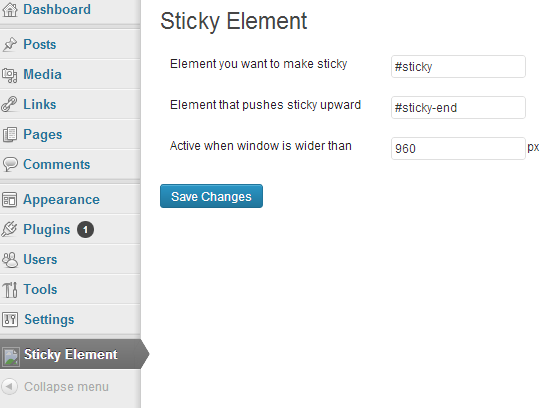 Dashboard
Posts
Media
Links
Pages
Comments
Appearance
Plugins 1
Users
Tools
Settings
Sticky Element
Collapse menu
Sticky Element
Element you want to make sticky #sticky
Element that pushes sticky upward #sticky-end
Active when window is wider than 960 px
Save Changes